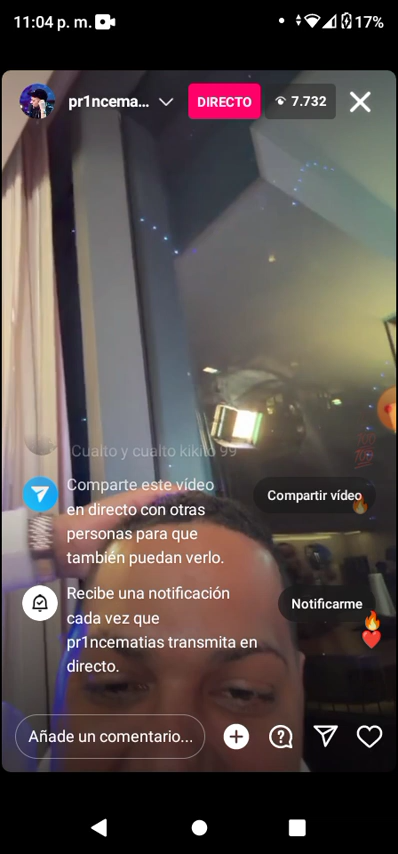 11:04 p. m.
17%
pr1ncema...
DIRECTO
7.732
Cualto y cualto kikito 99
Comparte este vídeo
en directo con otras
personas para que
también puedan verlo.
Compartir vídeo
Recibe una notificación
cada vez que
pr1ncematias transmita en
directo.
Notificarme
100
Añade un comentario...